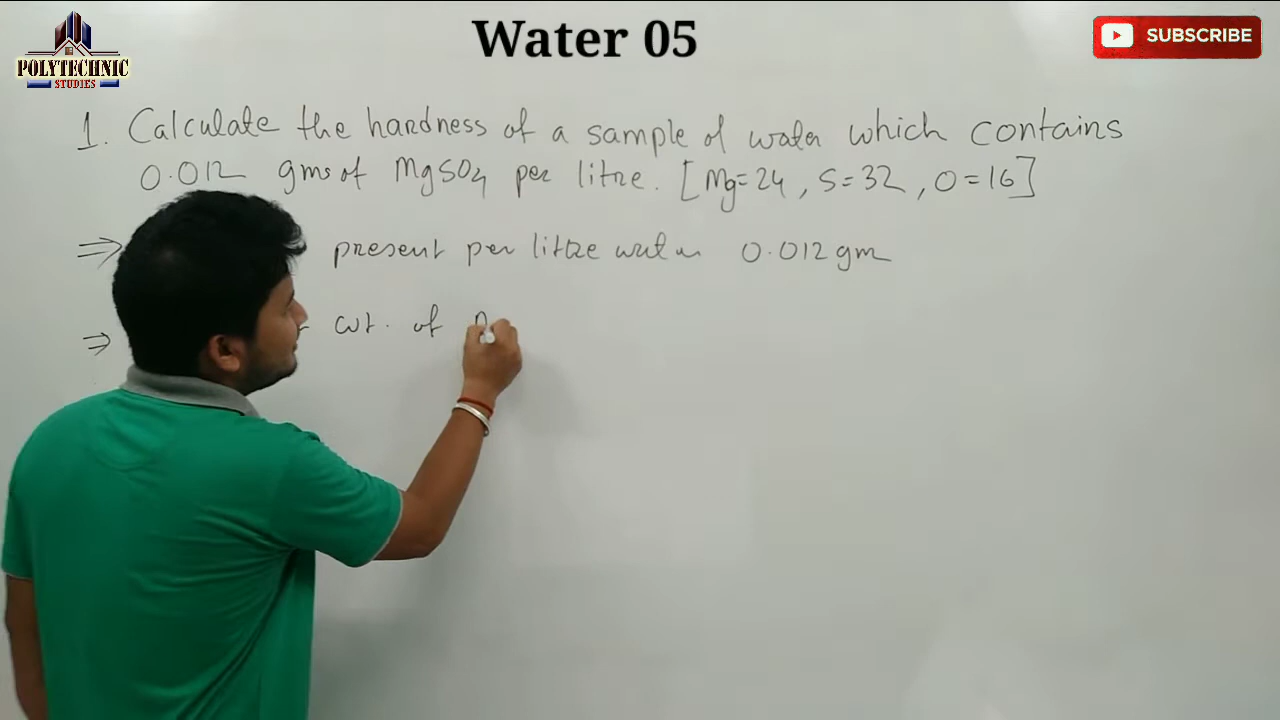 Water 05
POLYTECHNIC
STUDIES
SUBSCRIBE
1. Calculate the hardness of a sample of water which contains
0.012 gms of MgSO4 per litre. [Mg=24, S=32, O=16]
⇒ present per litre water 0.012 gm
⇒ wt. of